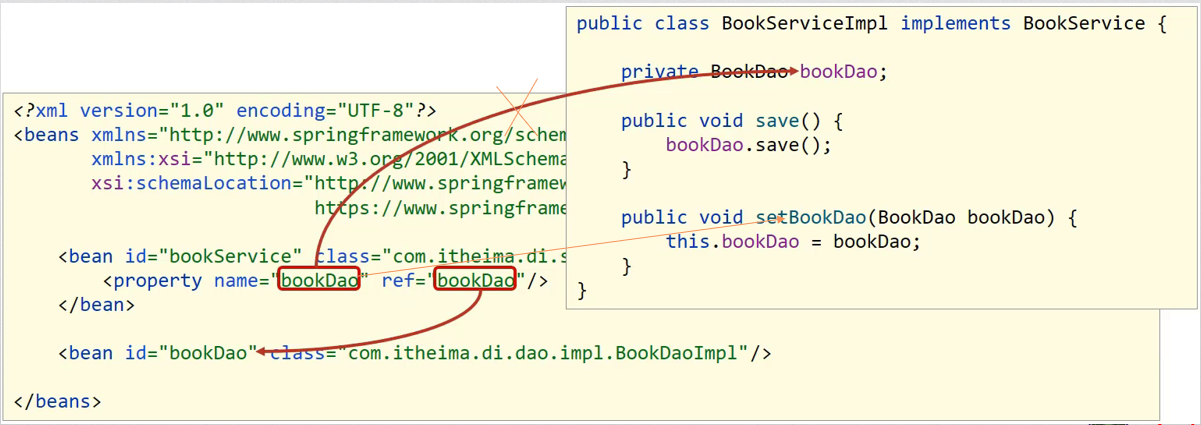 public class BookServiceImpl implements BookService {
private BookDao bookDao;
public void save() {
bookDao.save();
}
public void setBookDao(BookDao bookDao) {
this.bookDao = bookDao;
}
}
<?xml version="1.0" encoding="UTF-8"?>
<beans xmlns="http://www.springframework.org/schem
xmlns:xsi="http://www.w3.org/2001/XMLSchema
xsi:schemaLocation="http://www.springframew
https://www.springframe
<bean id="bookService" class="com.itheima.di.s
<property name="bookDao" ref="bookDao"/>
</bean>
<bean id="bookDao" class="com.itheima.di.dao.impl.BookDaoImpl"/>
</beans>